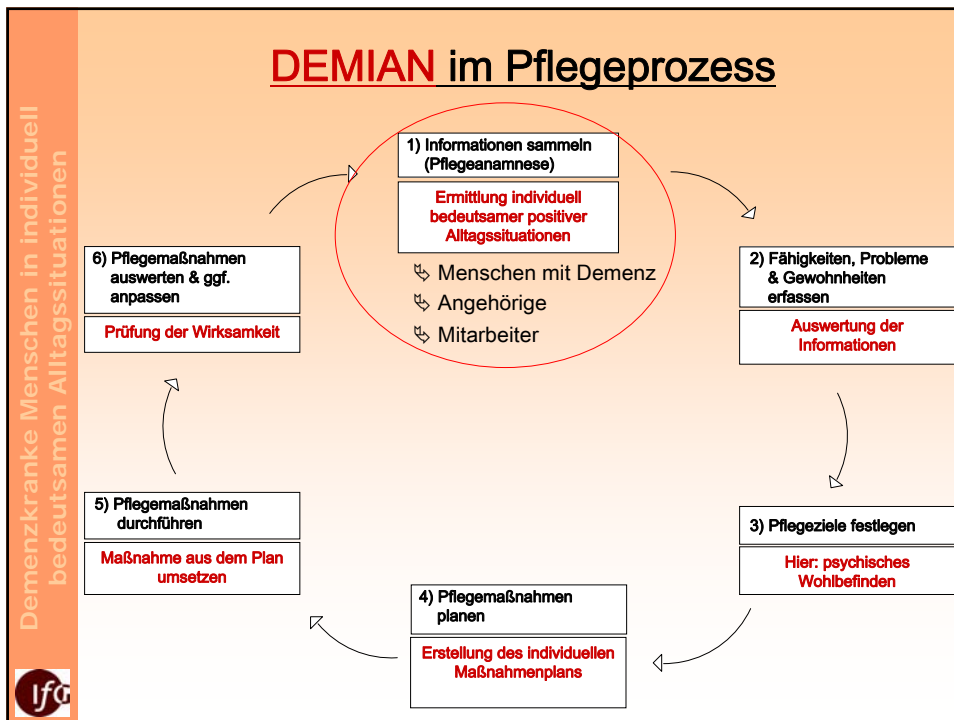 DEMIAN im Pflegeprozess
Demenzkranke Menschen in individuell
bedeutsamen Alltagssituationen
1) Informationen sammeln
(Pflegeanamnese)
Ermittlung individuell
bedeutsamer positiver
Alltagssituationen
Menschen mit Demenz
Angehörige
Mitarbeiter
2) Fähigkeiten, Probleme
& Gewohnheiten
erfassen
Auswertung der
Informationen
3) Pflegeziele festlegen
Hier: psychisches
Wohlbefinden
4) Pflegemaßnahmen
planen
Erstellung des individuellen
Maßnahmenplans
5) Pflegemaßnahmen
durchführen
Maßnahme aus dem Plan
umsetzen
6) Pflegemaßnahmen
auswerten & ggf.
anpassen
Prüfung der Wirksamkeit
IfG